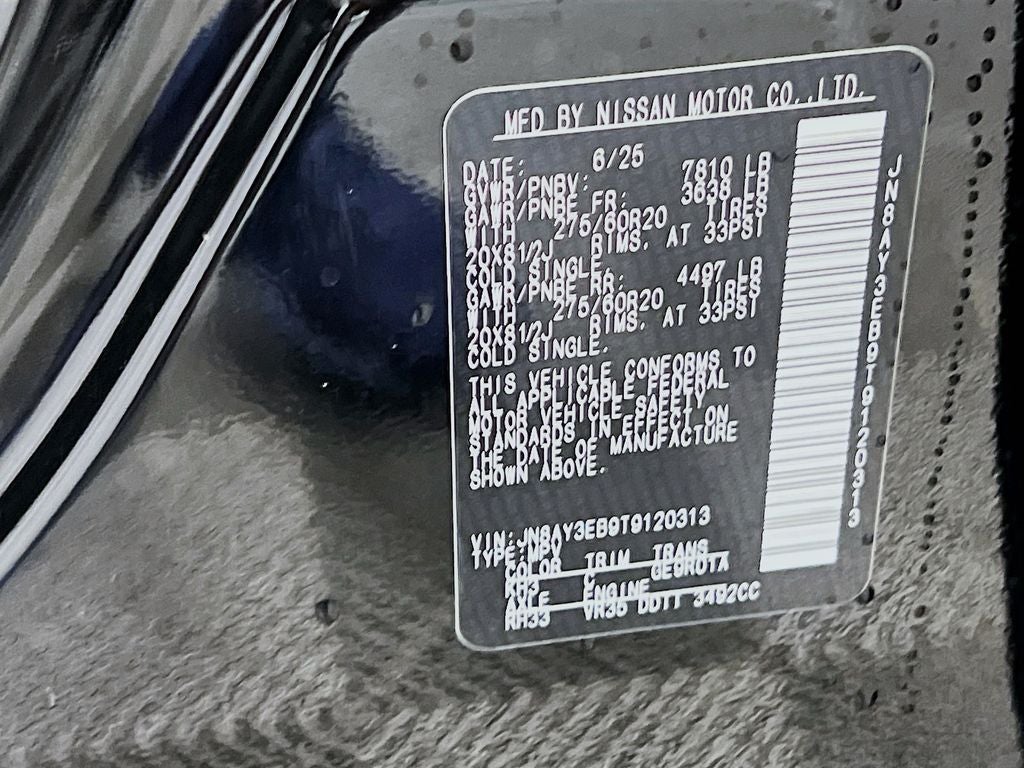 MFD BY NISSAN MOTOR CO.,LTD.
DATE: 6/25
GVWR/PNBV: 7810 LB
GAWR/PNBE FR: 3638 LB
WITH 275/60R20 TIRES
20X81/2J RIMS, AT 33PSI
COLD SINGLE.
GAWR/PNBE RR: 4497 LB
WITH 275/60R20 TIRES
20X81/2J RIMS, AT 33PSI
COLD SINGLE.
THIS VEHICLE CONFORMS TO
ALL APPLICABLE FEDERAL
MOTOR VEHICLE SAFETY
STANDARDS IN EFFECT ON
THE DATE OF MANUFACTURE
SHOWN ABOVE.
VIN:JN8AY3EB9T9120313
TYPE:MPV
COLOR TRIM TRANS
KH3 C
AXLE ENGINE
RH33 VR35 DDTT 3492CC
JN8AY3EB9T9120313